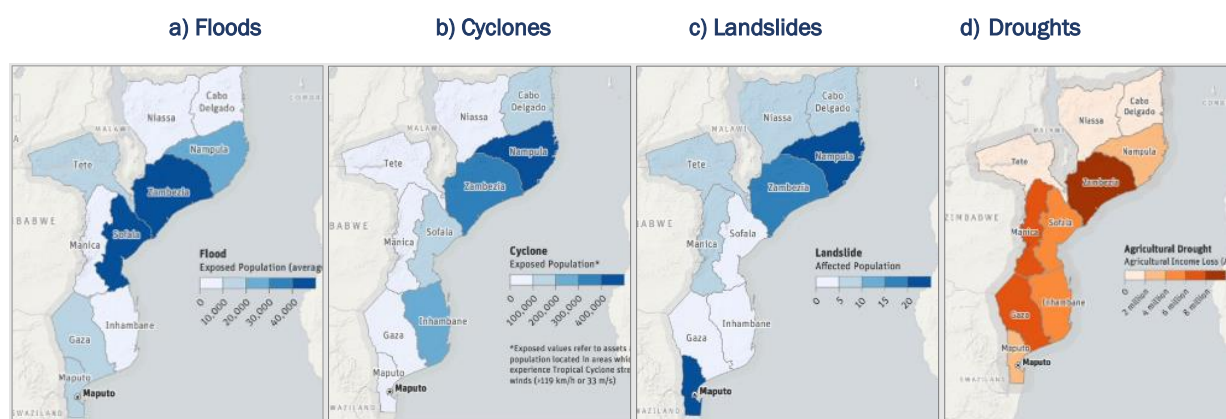 a) Floods
b) Cyclones
c) Landslides
d) Droughts
Cabo
Delgado
Niassa
MALAWI
Nampula
Tete
Zambezia
BABWE
Manica
Sofala
Flood
Exposed Population (average
0
10,000
20,000
30,000
40,000
Gaza
Inhambane
Maputo
Maputo
SWAZILAND
Cabo
Delgado
Niassa
MALAWI
Nampula
Tete
Zambezia
BABWE
Manica
Sofala
Cyclone
Exposed Population*
0
100,000
200,000
300,000
400,000
Inhambane
Gaza
*Exposed values refer to assets
population located in areas whic
experience Tropical Cyclone stre
winds (>119 km/h or 33 m/s)
Maputo
Maputo
SWAZILAND
Cabo
Delgado
Niassa
MALAWI
Nampula
Tete
Zambezia
BABWE
Manica
Sofala
Landslide
Affected Population
0
5
10
15
20
Gaza
Inhambane
Maputo
Cabo
Delgado
Niassa
MALAWI
Nampula
Tete
Zambezia
ZIMBABWE
Manica
Sofala
Agricultural Drought
Agricultural Income Loss (A
0
2 million
4 million
6 million
8 million
Gaza
Inhambane
Maputo
Maputo
SWAZILAND